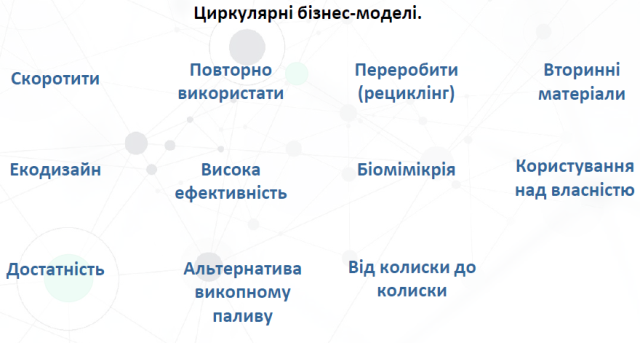 Циркулярні бізнес-моделі.
Скоротити
Повторно
використати
Переробити
(рециклінг)
Вторинні
матеріали
Екодизайн
Висока
ефективність
Біомімікрія
Користування
над власністю
Достатність
Альтернатива
викопному
паливу
Від колиски до
колиски